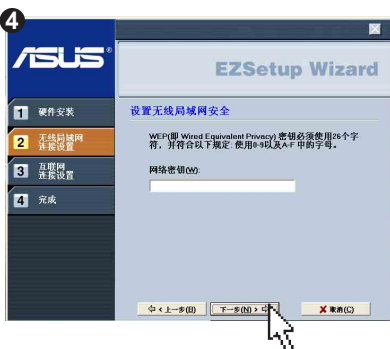 4
ASUS
EZSetup Wizard
1 硬件安装
2 无线局域网
连接设置
3 互联网
连接设置
4 完成
设置无线局域网安全
WEP(即 Wired Equivalent Privacy) 密钥必须使用26个字
符，并符合以下规定: 使用0-9以及A-F 中的字母。
网络密钥(W):
< 上一步(B)
下一步(N) >
取消(C)